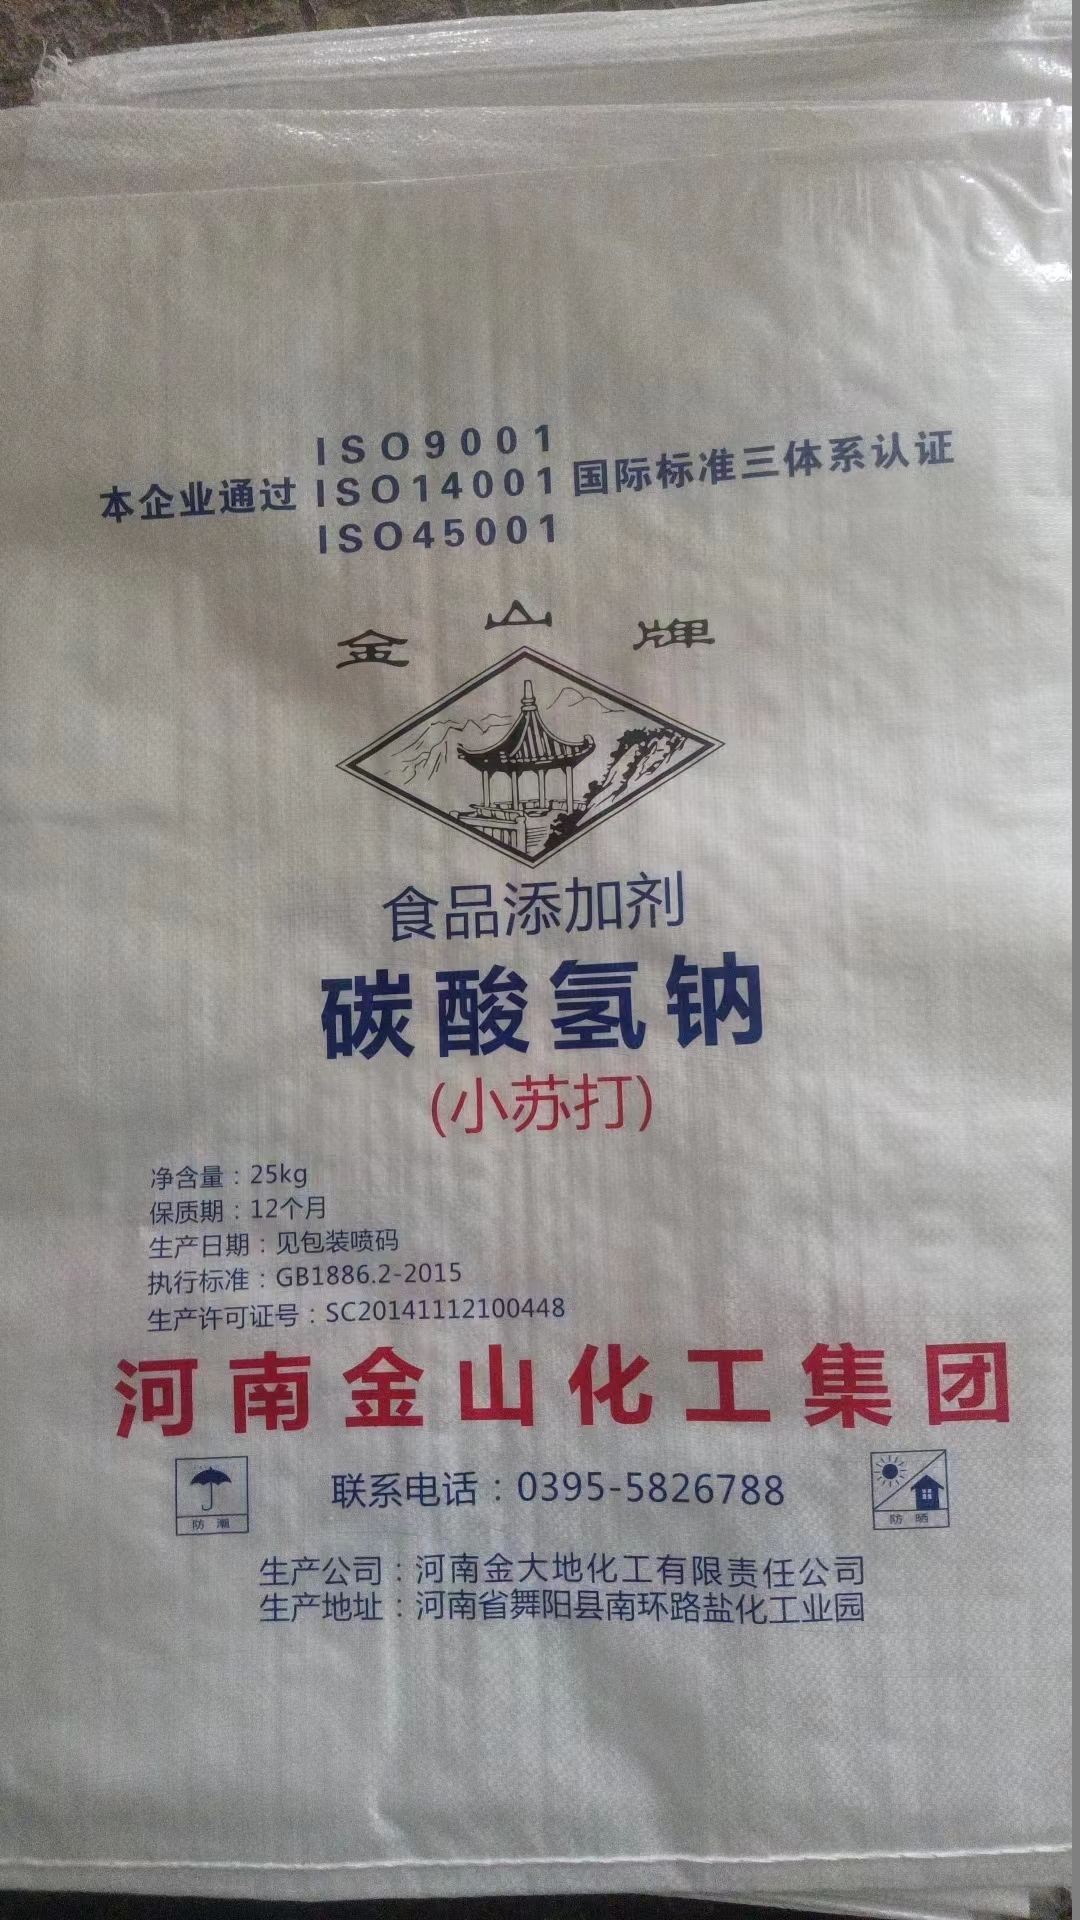 ISO9001
本企业通过 ISO14001 国际标准三体系认证
ISO45001
金山牌
食品添加剂
碳酸氢钠
(小苏打)
净含量：25kg
保质期：12个月
生产日期：见包装喷码
执行标准：GB1886.2-2015
生产许可证号：SC20141112100448
河南金山化工集团
联系电话：0395-5826788
防潮
防晒
生产公司：河南金大地化工有限责任公司
生产地址：河南省舞阳县南环路盐化工业园